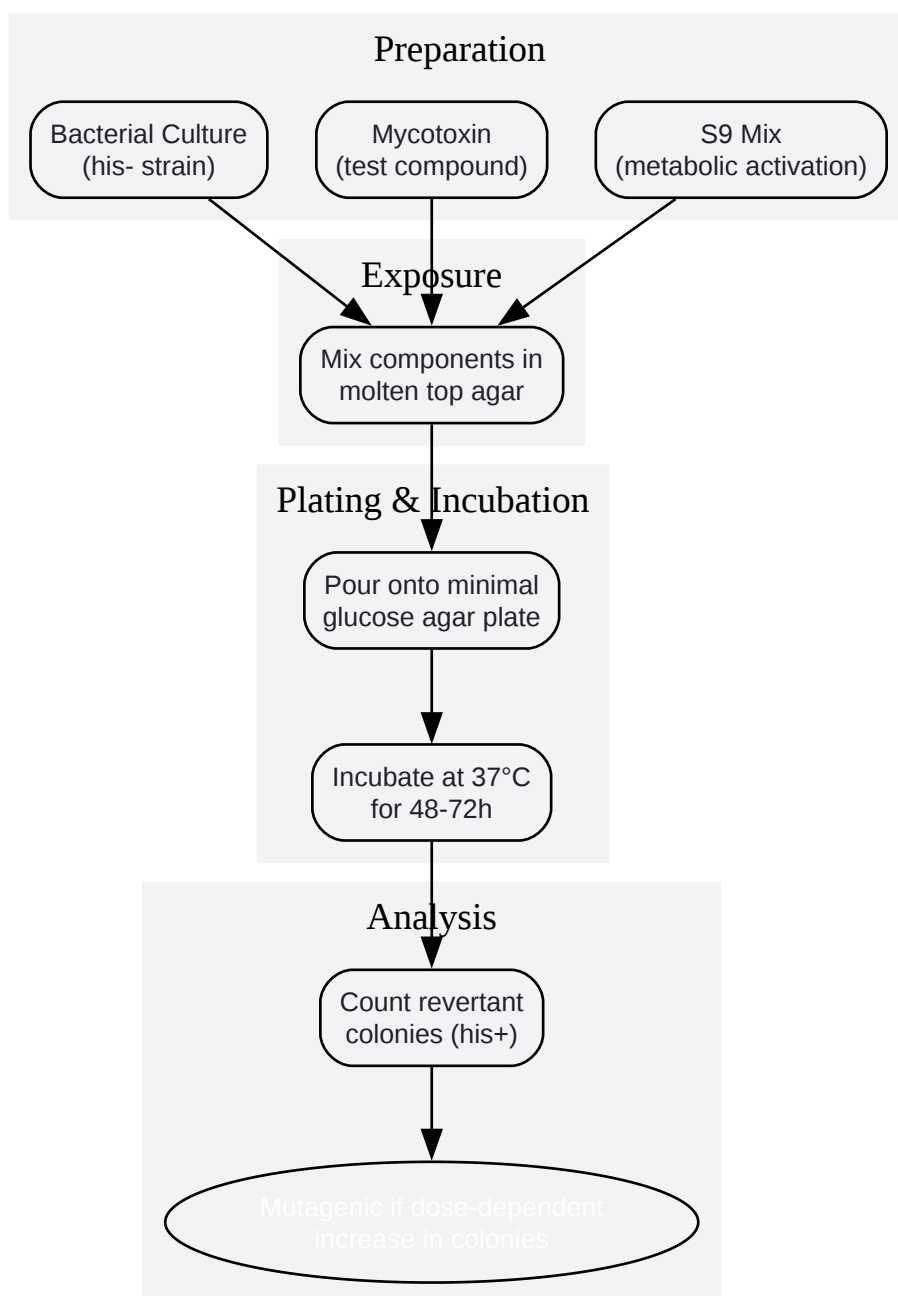 Preparation
Bacterial Culture
(his- strain)
Mycotoxin
(test compound)
S9 Mix
(metabolic activation)
Exposure
Mix components in
molten top agar
Plating & Incubation
Pour onto minimal
glucose agar plate
Incubate at 37°C
for 48-72h
Analysis
Count revertant
colonies (his+)
Mutagenic if dose-dependent
increase in colonies